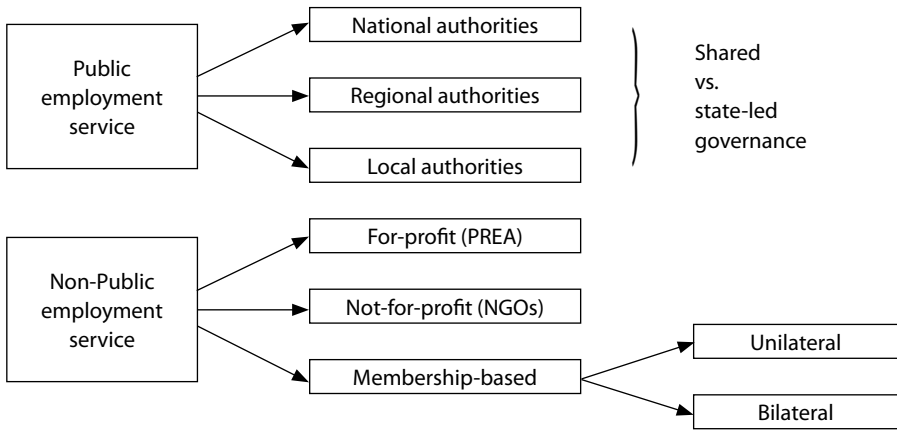 Public
employment
service
National authorities
Regional authorities
Local authorities
Shared
vs.
state-led
governance
Non-Public
employment
service
For-profit (PREA)
Not-for-profit (NGOs)
Membership-based
Unilateral
Bilateral